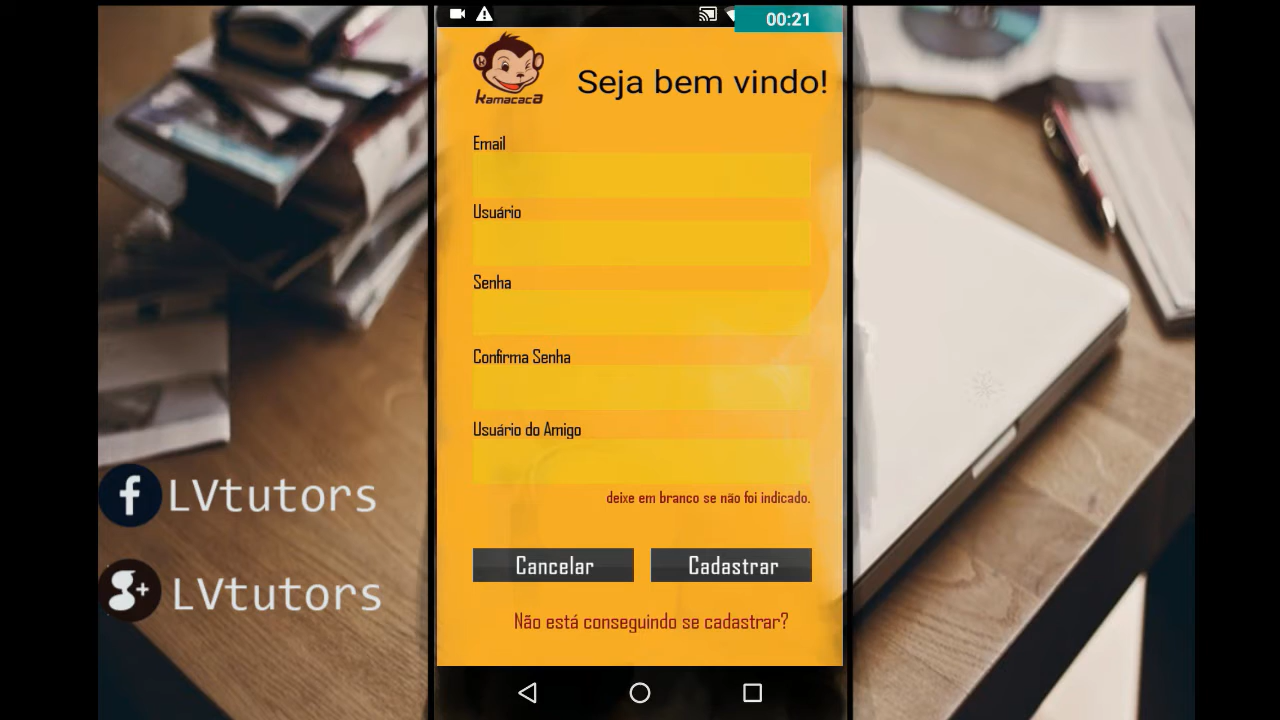 00:21
KamacacB
Seja bem vindo!
Email
Usuário
Senha
Confirma Senha
Usuário do Amigo
deixe em branco se não foi indicado.
Cancelar
Cadastrar
Não está conseguindo se cadastrar?
f LVtutors
g+ LVtutors